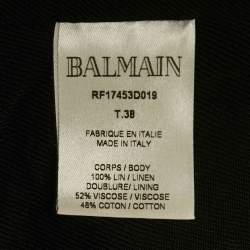 BALMAIN
RF17453D019
T.38
FABRIQUE EN ITALIE
MADE IN ITALY
CORPS / BODY
100% LIN / LINEN
DOUBLURE/ LINING
52% VISCOSE / VISCOSE
48% COTON / COTTON